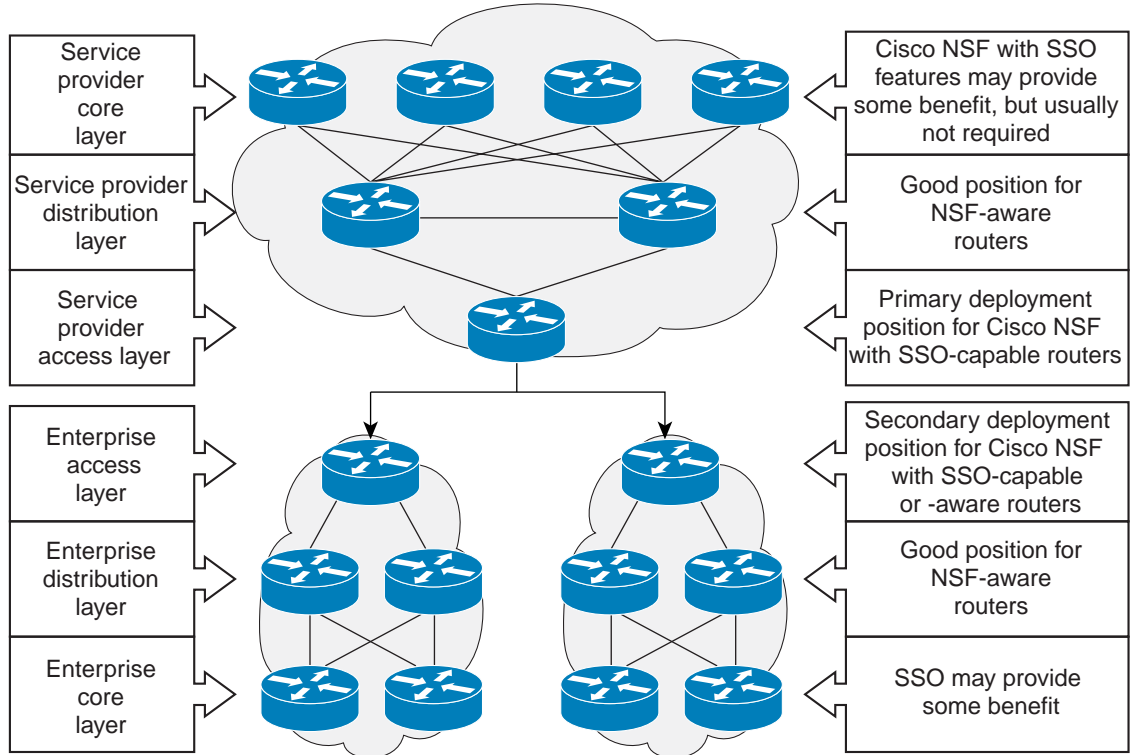 Service
provider
core
layer
Cisco NSF with SSO
features may provide
some benefit, but usually
not required
Service provider
distribution
layer
Good position for
NSF-aware
routers
Service
provider
access layer
Primary deployment
position for Cisco NSF
with SSO-capable routers
Enterprise
access
layer
Secondary deployment
position for Cisco NSF
with SSO-capable
or -aware routers
Enterprise
distribution
layer
Good position for
NSF-aware
routers
Enterprise
core
layer
SSO may provide
some benefit